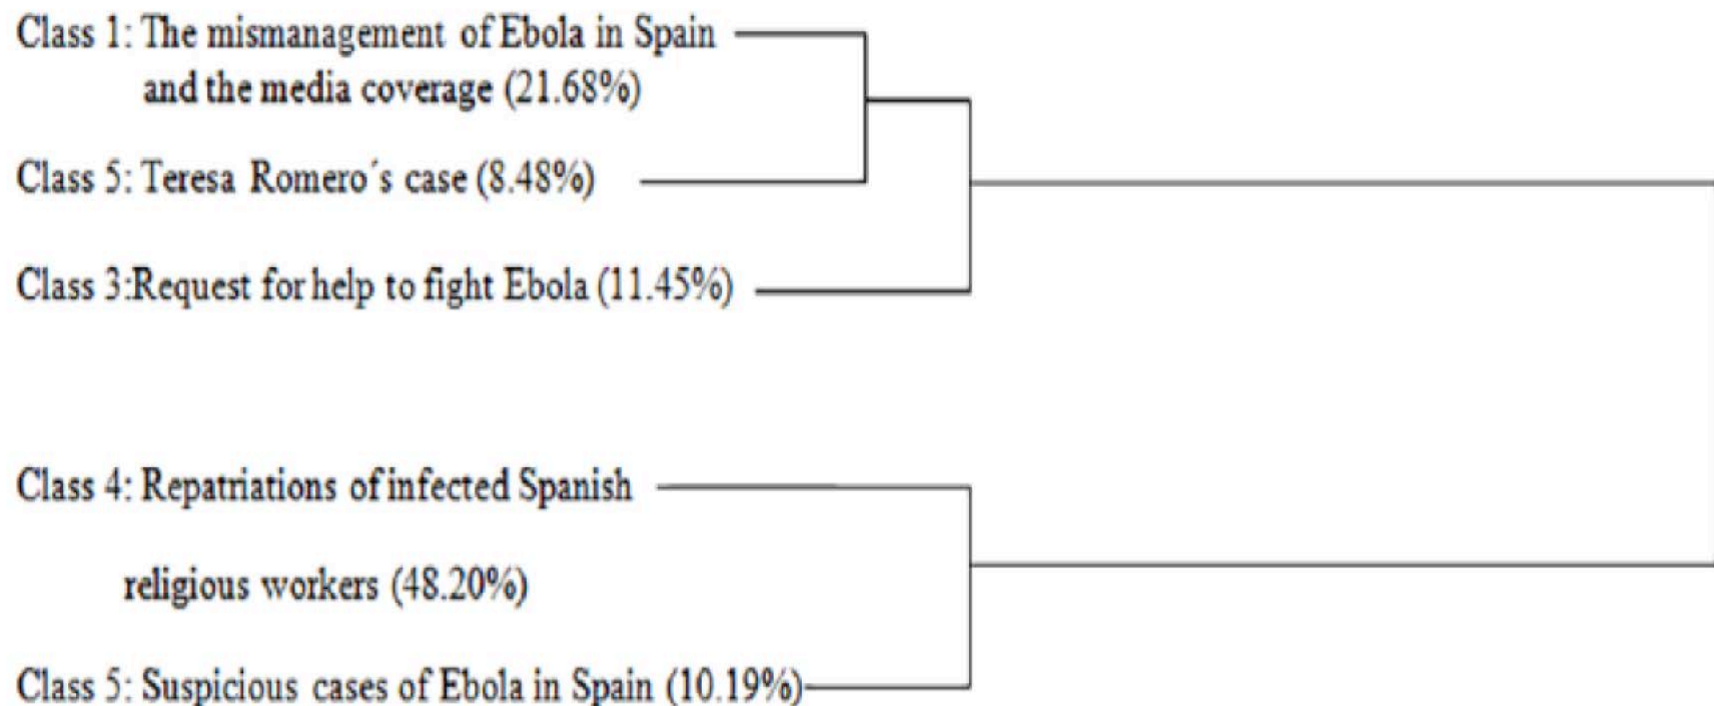 Class 1: The mismanagement of Ebola in Spain
and the media coverage (21.68%)
Class 5: Teresa Romero´s case (8.48%)
Class 3:Request for help to fight Ebola (11.45%)
Class 4: Repatriations of infected Spanish
religious workers (48.20%)
Class 5: Suspicious cases of Ebola in Spain (10.19%)